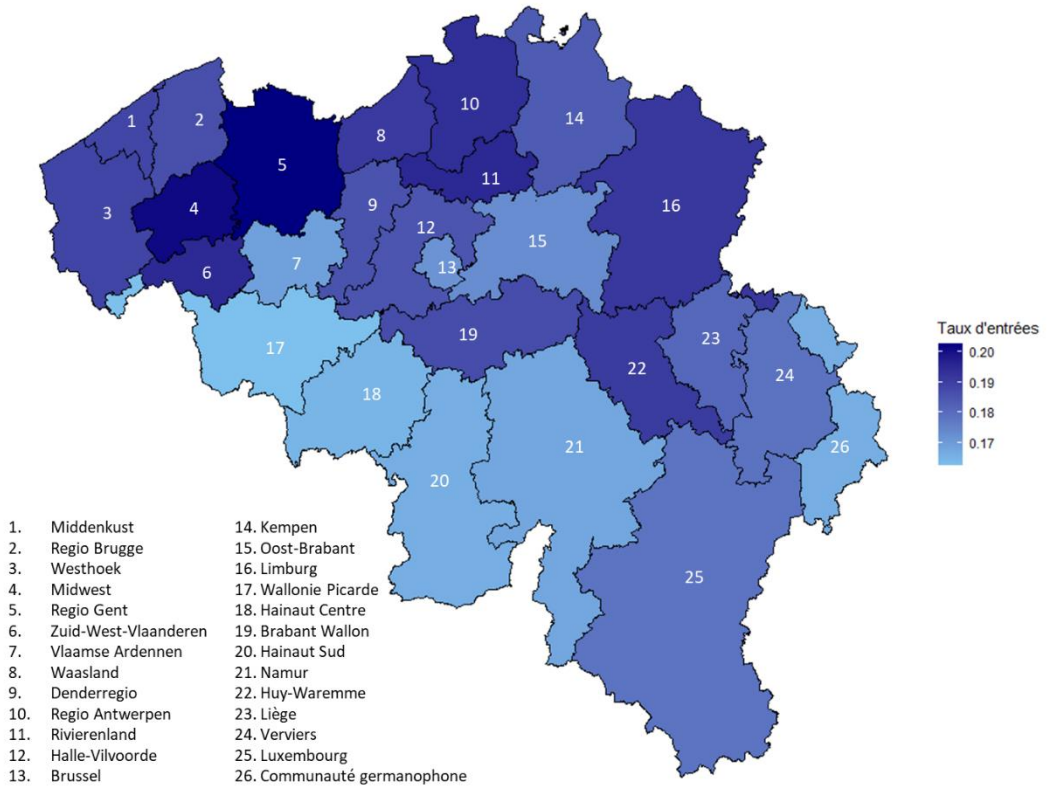 10
14
1
2
8
5
11
9
16
4
3
12
15
6
7
13
19
17
23
22
24
18
21
26
20
25
Taux d'entrées
0.20
0.19
0.18
0.17
1. Middenkust
2. Regio Brugge
3. Westhoek
4. Midwest
5. Regio Gent
6. Zuid-West-Vlaanderen
7. Vlaamse Ardennen
8. Waasland
9. Denderregio
10. Regio Antwerpen
11. Rivierenland
12. Halle-Vilvoorde
13. Brussel
14. Kempen
15. Oost-Brabant
16. Limburg
17. Wallonie Picarde
18. Hainaut Centre
19. Brabant Wallon
20. Hainaut Sud
21. Namur
22. Huy-Waremme
23. Liège
24. Verviers
25. Luxembourg
26. Communauté germanophone